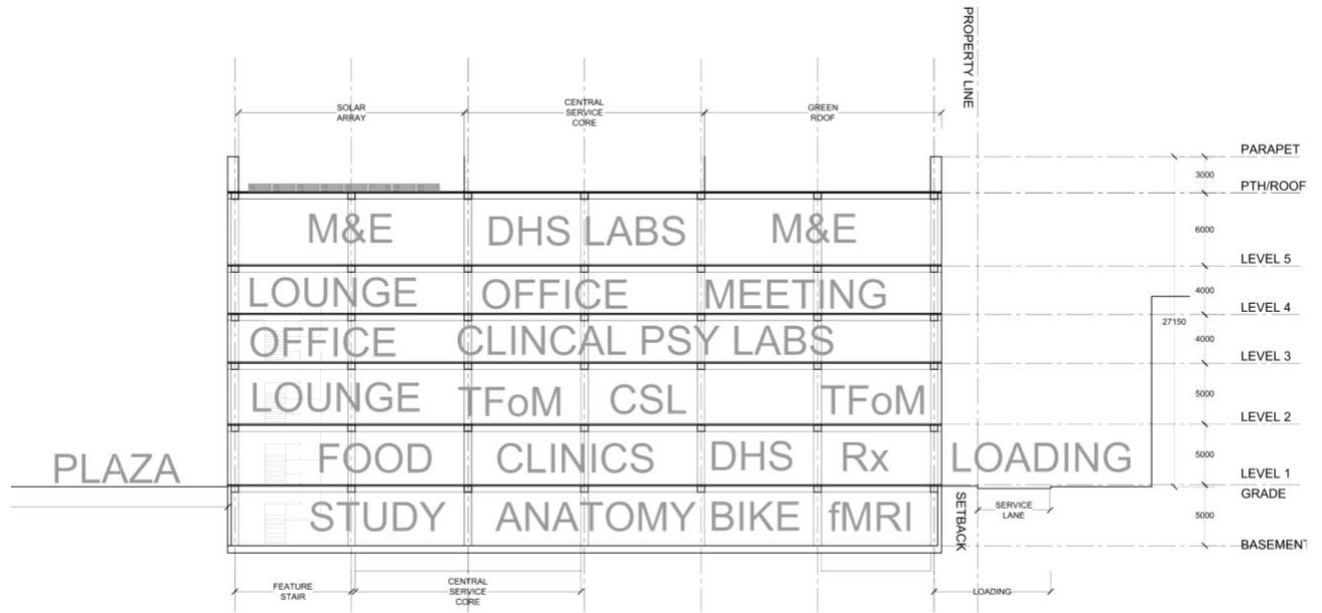 PROPERTY LINE
SOLAR
ARRAY
CENTRAL
SERVICE
CORE
GREEN
ROOF
PARAPET
3000
PTH/ROOF
M&E DHS LABS M&E
6000
LEVEL 5
LOUNGE OFFICE MEETING
4000
LEVEL 4
27150
OFFICE CLINCAL PSY LABS
4000
LEVEL 3
LOUNGE TFoM CSL TFoM
5000
LEVEL 2
PLAZA FOOD CLINICS DHS Rx LOADING
5000
LEVEL 1
GRADE
STUDY ANATOMY BIKE fMRI
SETBACK
SERVICE
LANE
5000
BASEMENT
FEATURE
STAIR
CENTRAL
SERVICE
CORE
LOADING